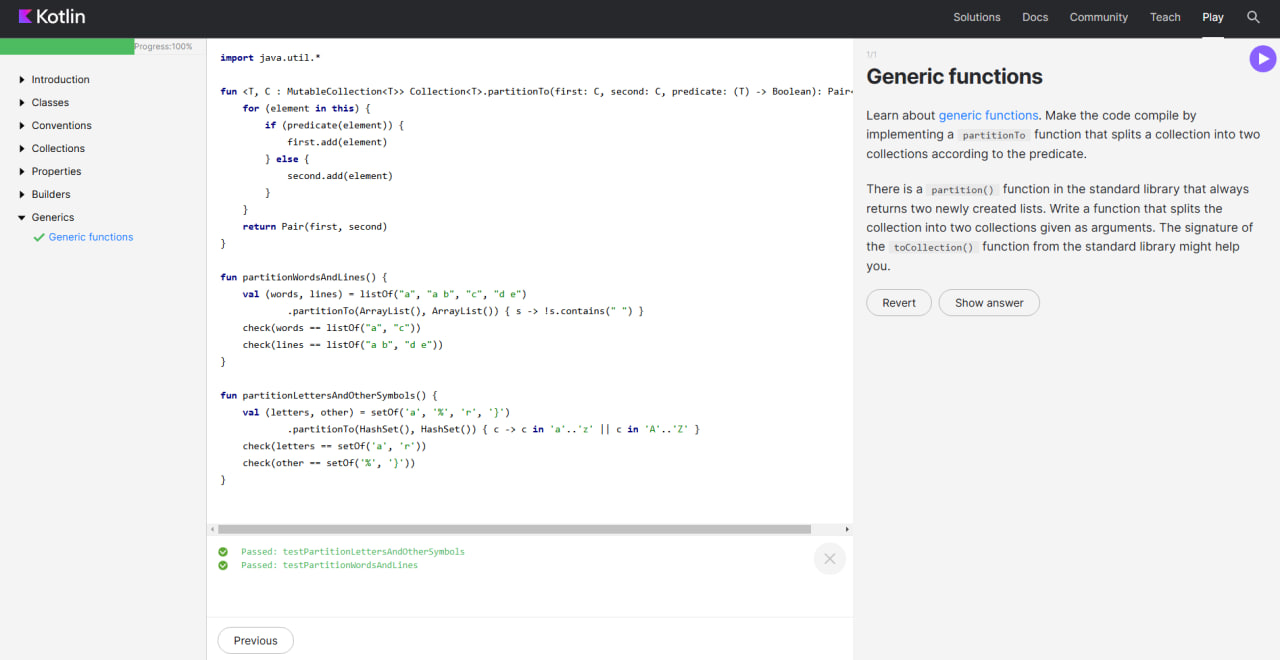 Kotlin
Solutions Docs Community Teach Play
Progress:100%
Introduction
Classes
Conventions
Collections
Properties
Builders
Generics
Generic functions
import java.util.*
fun <T, C : MutableCollection<T>> Collection<T>.partitionTo(first: C, second: C, predicate: (T) -> Boolean): Pair<
for (element in this) {
if (predicate(element)) {
first.add(element)
} else {
second.add(element)
}
}
return Pair(first, second)
}
fun partitionWordsAndLines() {
val (words, lines) = listOf("a", "a b", "c", "d e")
.partitionTo(ArrayList(), ArrayList()) { s -> !s.contains(" ") }
check(words == listOf("a", "c"))
check(lines == listOf("a b", "d e"))
}
fun partitionLettersAndOtherSymbols() {
val (letters, other) = setOf('a', '%', 'r', '}')
.partitionTo(HashSet(), HashSet()) { c -> c in 'a'..'z' || c in 'A'..'Z' }
check(letters == setOf('a', 'r'))
check(other == setOf('%', '}'))
}
Passed: testPartitionLettersAndOtherSymbols
Passed: testPartitionWordsAndLines
Previous
1/1
Generic functions
Learn about generic functions. Make the code compile by
implementing a partitionTo function that splits a collection into two
collections according to the predicate.
There is a partition() function in the standard library that always
returns two newly created lists. Write a function that splits the
collection into two collections given as arguments. The signature of
the toCollection() function from the standard library might help
you.
Revert Show answer